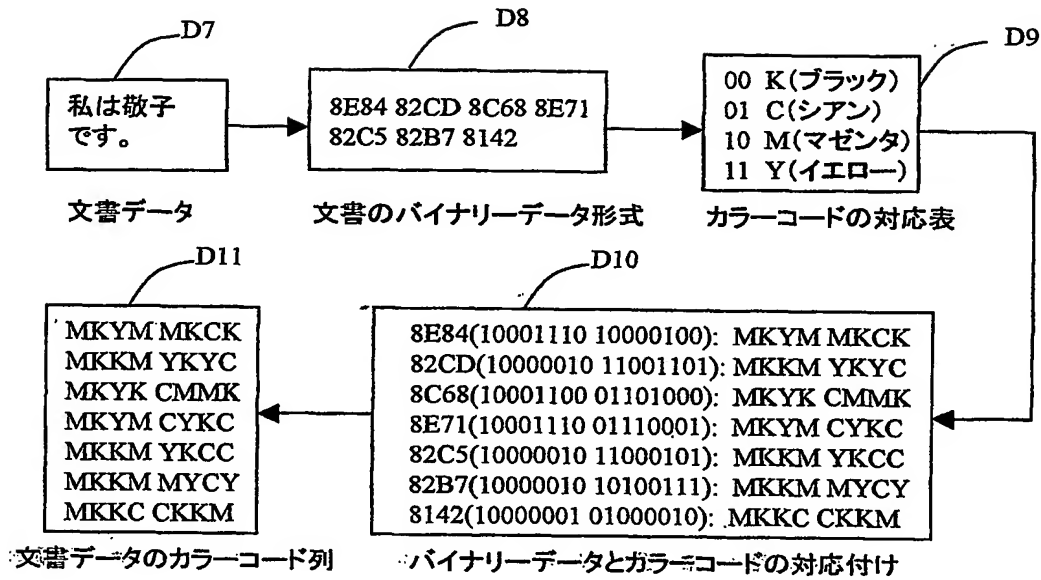 D7
D8
D9
私は敬子
です。
8E84 82CD 8C68 8E71
82C5 82B7 8142
00 K(ブラック)
01 C(シアン)
10 M(マゼンタ)
11 Y(イエロー)
文書データ
文書のバイナリーデータ形式
カラーコードの対応表
D11
D10
MKYM MKCK
MKKM YKYC
MKYK CMMK
MKYM CYKC
MKKM YKCC
MKKM MYCY
MKKC CKKM
8E84(10001110 10000100): MKYM MKCK
82CD(10000010 11001101): MKKM YKYC
8C68(10001100 01101000): MKYK CMMK
8E71(10001110 01110001): MKYM CYKC
82C5(10000010 11000101): MKKM YKCC
82B7(10000010 10100111): MKKM MYCY
8142(10000001 01000010): MKKC CKKM
文書データのカラーコード列
バイナリーデータとカラーコードの対応付け